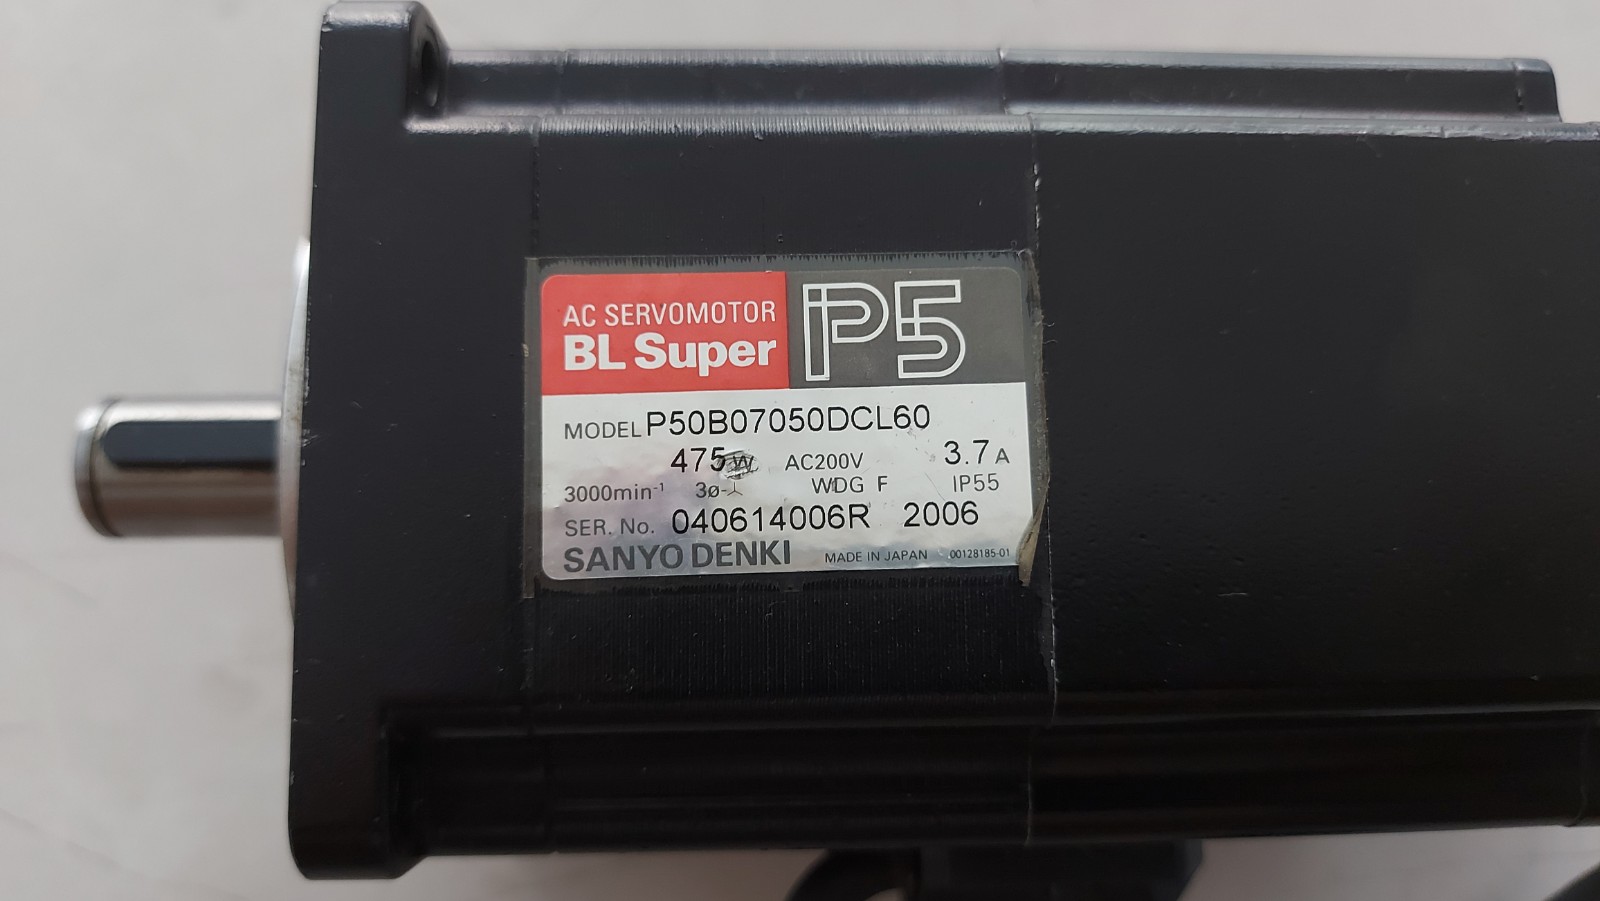 AC SERVOMOTOR
BL Super
P5
MODEL P50B07050DCL60
475W AC200V 3.7A
3000min⁻¹ 3ø-⅄ WDG F IP55
SER. No. 040614006R 2006
SANYO DENKI MADE IN JAPAN 00128185-01